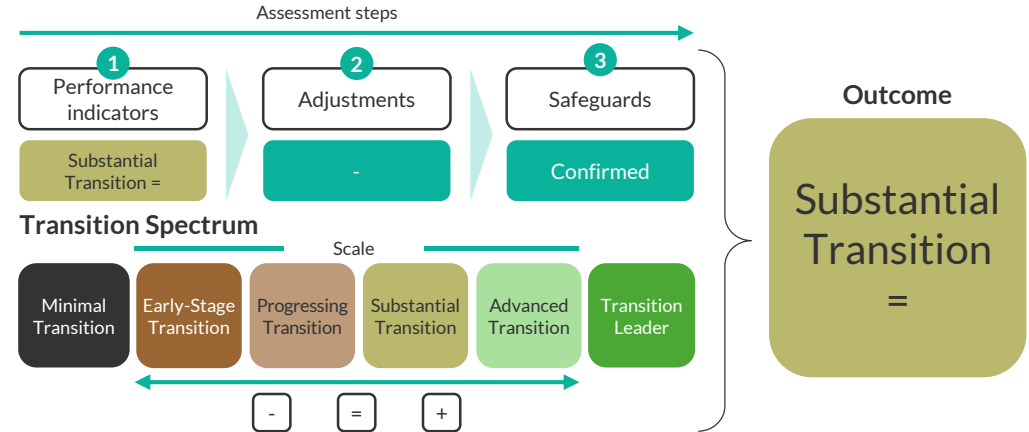 Assessment steps
1
2
3
Performance
indicators
Adjustments
Safeguards
Substantial
Transition =
-
Confirmed
Outcome
Substantial
Transition
=
Transition Spectrum
Scale
Minimal
Transition
Early-Stage
Transition
Progressing
Transition
Substantial
Transition
Advanced
Transition
Transition
Leader
-
=
+